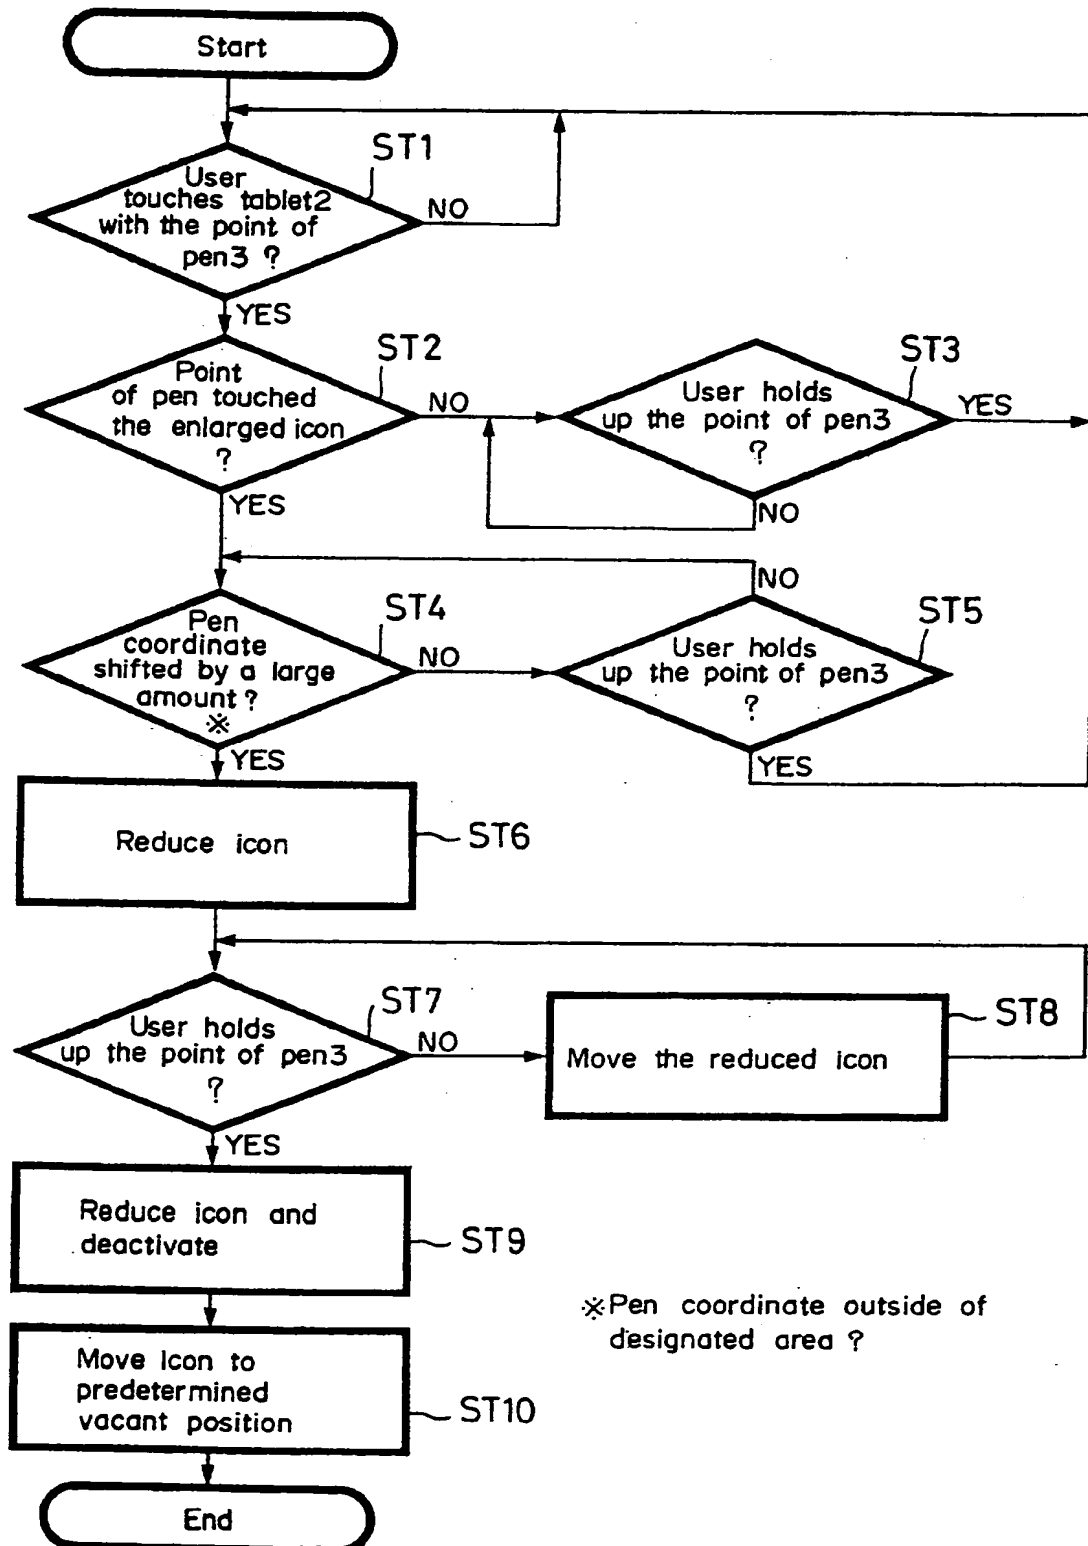 Start
ST1
User
touches tablet2
with the point of
pen3 ?
NO
YES
ST2
Point
of pen touched
the enlarged icon
?
NO
YES
ST3
User holds
up the point of pen3
?
YES
NO
ST4
Pen
coordinate
shifted by a large
amount ?
※
NO
YES
NO
ST5
User holds
up the point of pen3
?
YES
Reduce icon
ST6
ST7
User holds
up the point of pen3
?
NO
YES
ST8
Move the reduced icon
Reduce icon and
deactivate
ST9
※Pen coordinate outside of
designated area ?
Move icon to
predetermined
vacant position
ST10
End